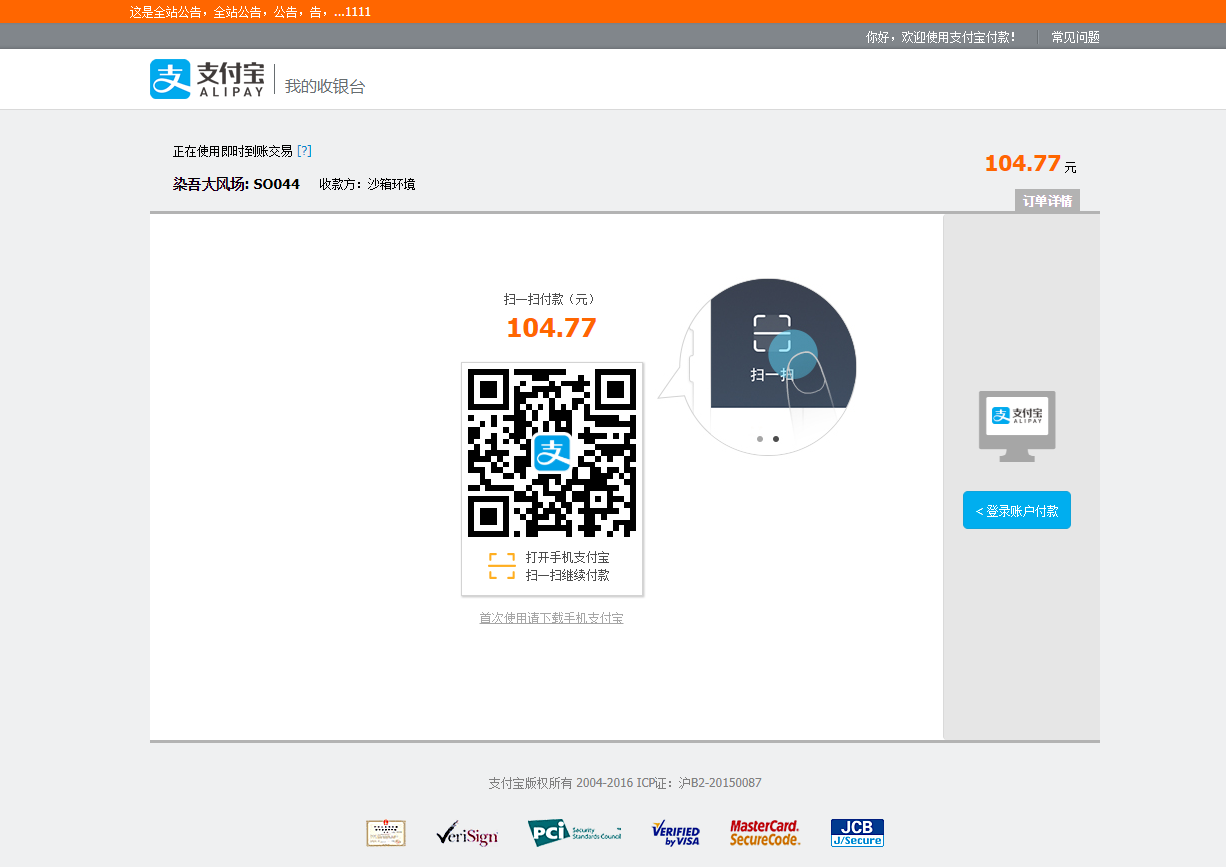 这是全站公告，全站公告，公告，告，...1111
你好，欢迎使用支付宝付款！
常见问题
支 支付宝
ALIPAY
我的收银台
正在使用即时到账交易 [?]
104.77 元
染吾大风场: SO044 收款方：沙箱环境
订单详情
扫一扫付款（元）
104.77
扫一扫
支
支 支付宝
ALIPAY
< 登录账户付款
打开手机支付宝
扫一扫继续付款
首次使用请下载手机支付宝
支付宝版权所有 2004-2016 ICP证：沪B2-20150087
VeriSign
PCI Security Standards Council
VERIFIED by VISA
MasterCard. SecureCode.
JCB J/Secure